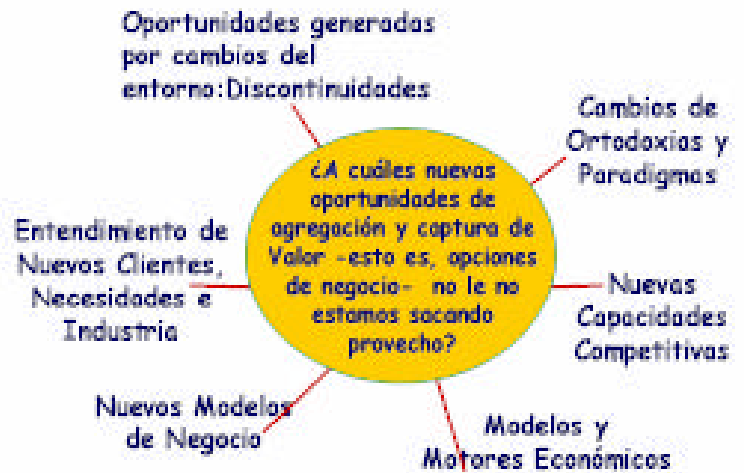 Oportunidades generadas
por cambios del
entorno:Discontinuidades
Cambios de
Ortodoxias y
Paradigmas
¿A cuáles nuevas
oportunidades de
agregación y captura de
Valor -esto es, opciones
de negocio- no le no
estamos sacando
provecho?
Entendimiento de
Nuevos Clientes,
Necesidades e
Industria
Nuevas
Capacidades
Competitivas
Nuevos Modelos
de Negocio
Modelos y
Motores Económicos